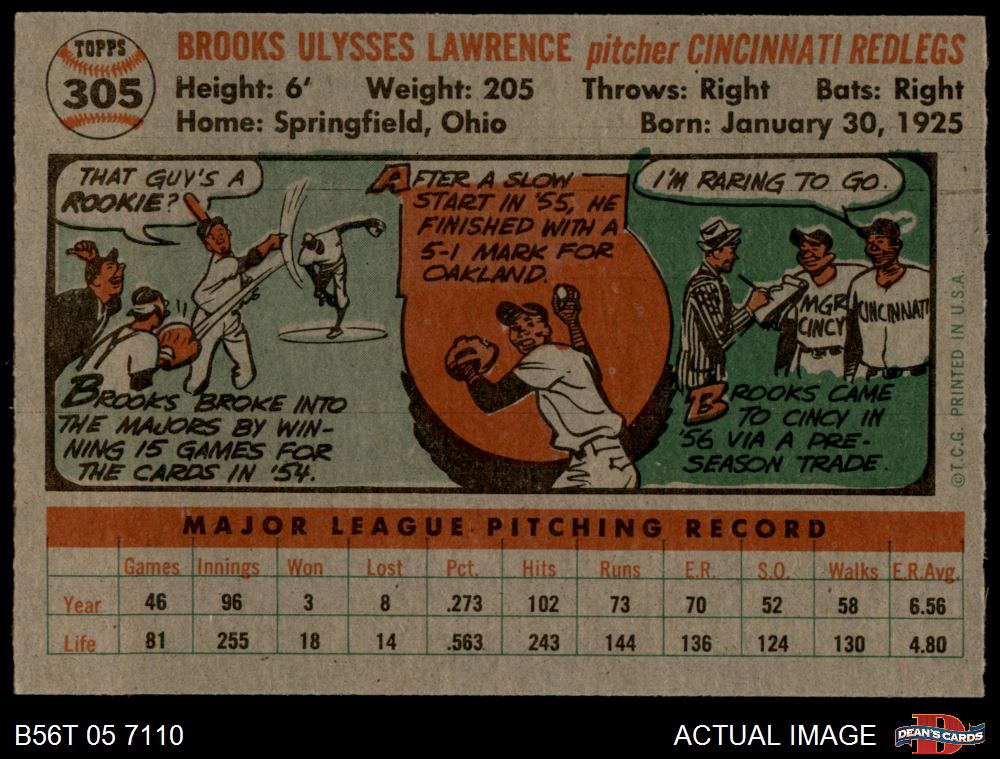 TOPPS
305
BROOKS ULYSSES LAWRENCE pitcher CINCINNATI REDLEGS
Height: 6' Weight: 205 Throws: Right Bats: Right
Home: Springfield, Ohio Born: January 30, 1925
THAT GUY'S A
ROOKIE?
BROOKS BROKE INTO
THE MAJORS BY WIN-
NING 15 GAMES FOR
THE CARDS IN '54.
AFTER A SLOW
START IN '55, HE
FINISHED WITH A
5-1 MARK FOR
OAKLAND.
I'M RARING TO GO.
MGR.
CINCY
CINCINNATI
BROOKS CAME
TO CINCY IN
'56 VIA A PRE-
SEASON TRADE.
©T.C.G. PRINTED IN U.S.A.
MAJOR LEAGUE PITCHING RECORD
Games Innings Won Lost Pct. Hits Runs E.R. S.O. Walks E.R.Avg.
Year 46 96 3 8 .273 102 73 70 52 58 6.56
Life 81 255 18 14 .563 243 144 136 124 130 4.80
B56T 05 7110 ACTUAL IMAGE
D
DEAN'S CARDS